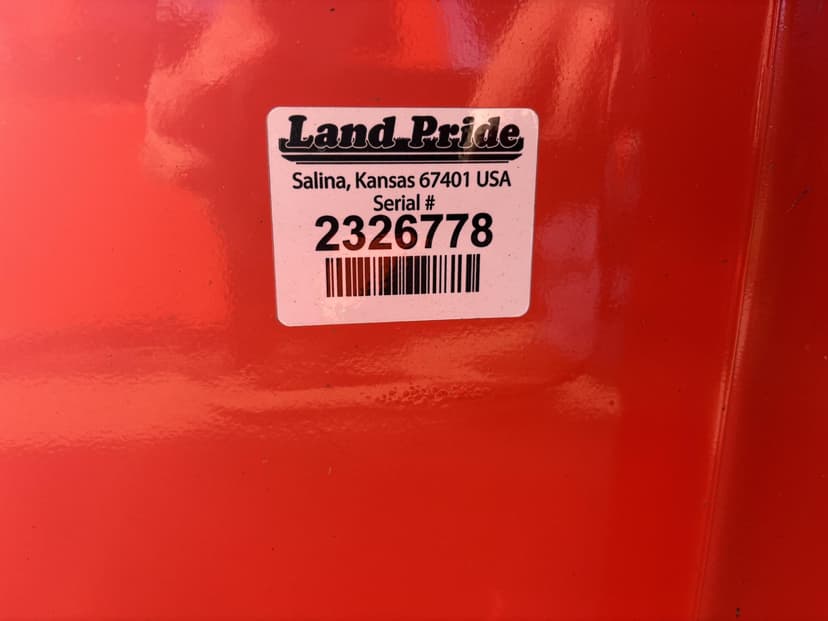 Land Pride
Salina, Kansas 67401 USA
Serial #
2326778